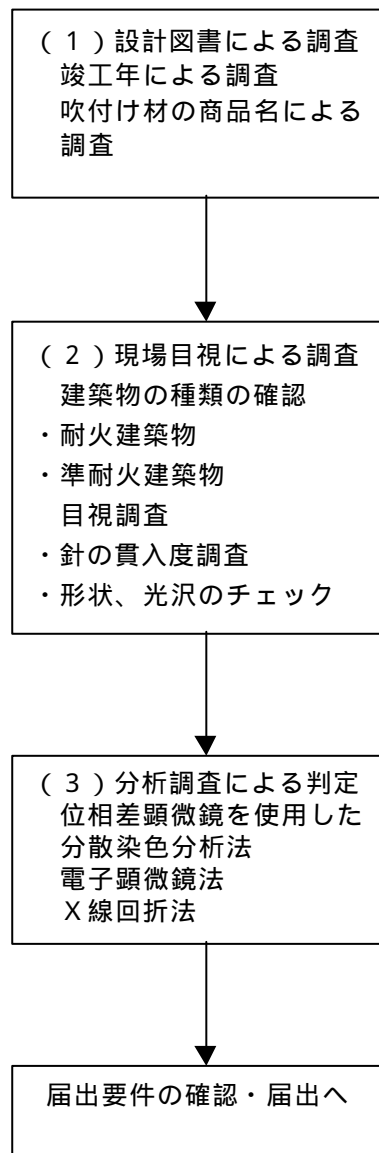 (１)設計図書による調査
竣工年による調査
吹付け材の商品名による
調査
(２)現場目視による調査
建築物の種類の確認
・耐火建築物
・準耐火建築物
目視調査
・針の貫入度調査
・形状、光沢のチェック
(３)分析調査による判定
位相差顕微鏡を使用した
分散染色分析法
電子顕微鏡法
Ｘ線回折法
届出要件の確認・届出へ